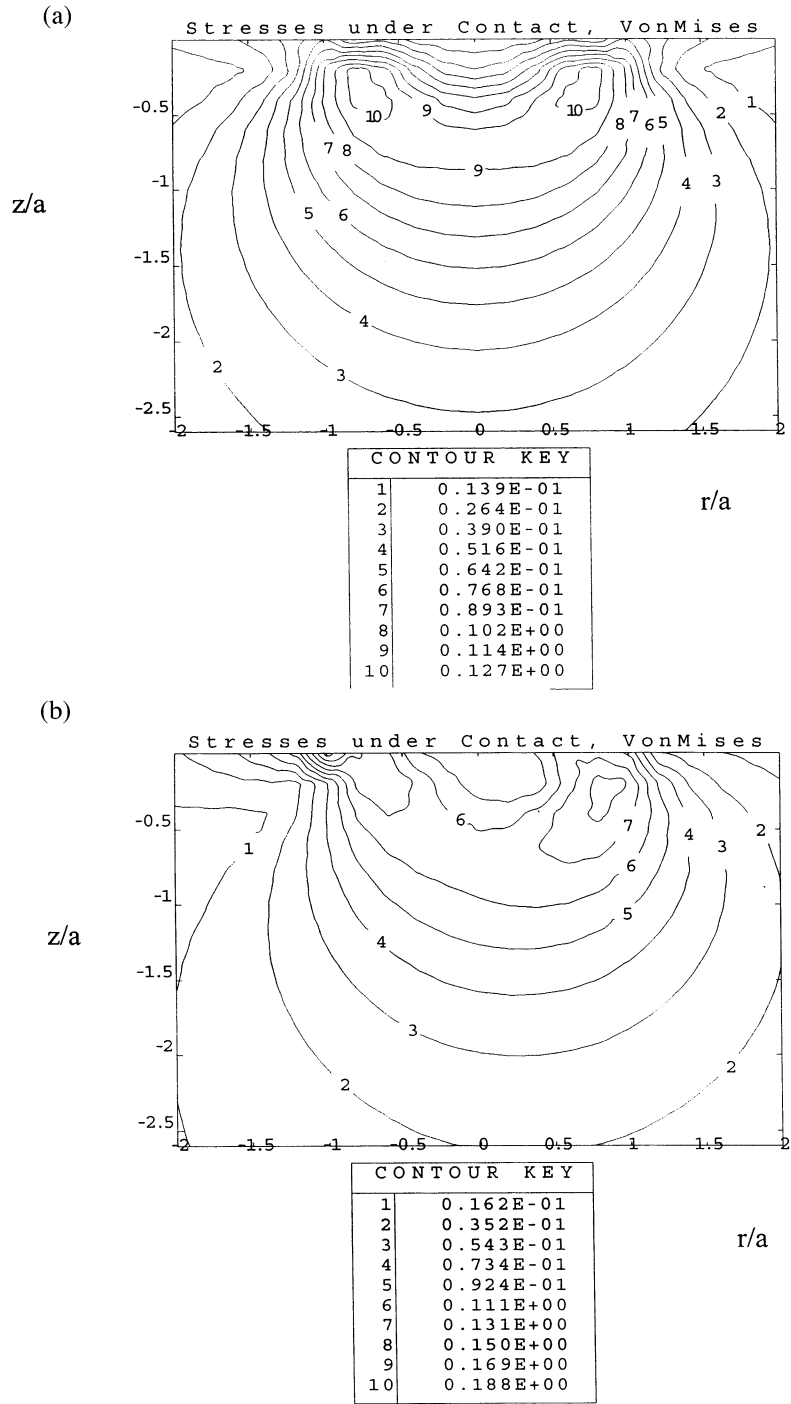 (a)
Stresses under Contact, VonMises
1
-0.5
10
9
10
2
8
7
6
5
7
8
9
4
3
-1
z/a
5
6
-1.5
4
-2
2
3
-2.5
-2 -1.5 -1 -0.5 0 0.5 1 1.5 2
CONTOUR KEY
1 0.139E-01
2 0.264E-01
3 0.390E-01
4 0.516E-01
5 0.642E-01
6 0.768E-01
7 0.893E-01
8 0.102E+00
9 0.114E+00
10 0.127E+00
r/a
(b)
Stresses under Contact, VonMises
-0.5
6
7
4
2
1
3
6
-1
5
z/a
4
-1.5
3
-2
2
2
-2.5
-2 -1.5 -1 -0.5 0 0.5 1 1.5 2
CONTOUR KEY
1 0.162E-01
2 0.352E-01
3 0.543E-01
4 0.734E-01
5 0.924E-01
6 0.111E+00
7 0.131E+00
8 0.150E+00
9 0.169E+00
10 0.188E+00
r/a